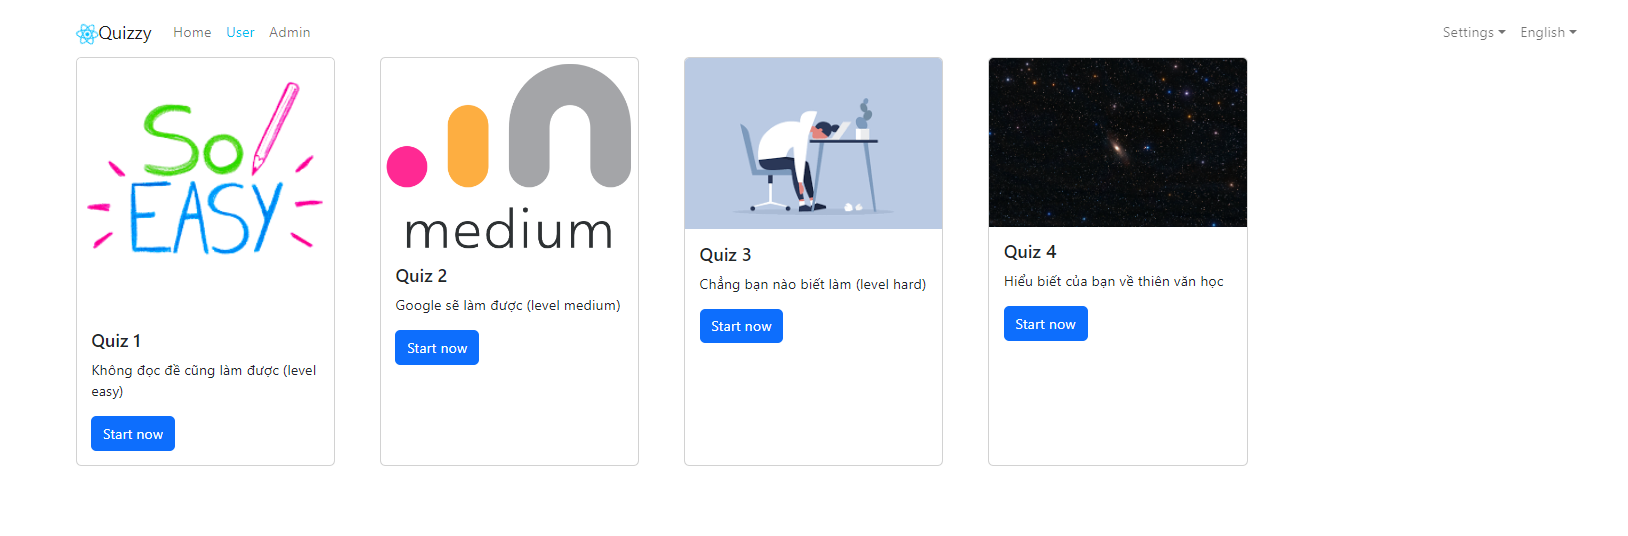 Quizzy Home User Admin Settings English
So
EASY
Quiz 1
Không đọc đề cũng làm được (level
easy)
Start now
medium
Quiz 2
Google sẽ làm được (level medium)
Start now
Quiz 3
Chẳng bạn nào biết làm (level hard)
Start now
Quiz 4
Hiểu biết của bạn về thiên văn học
Start now